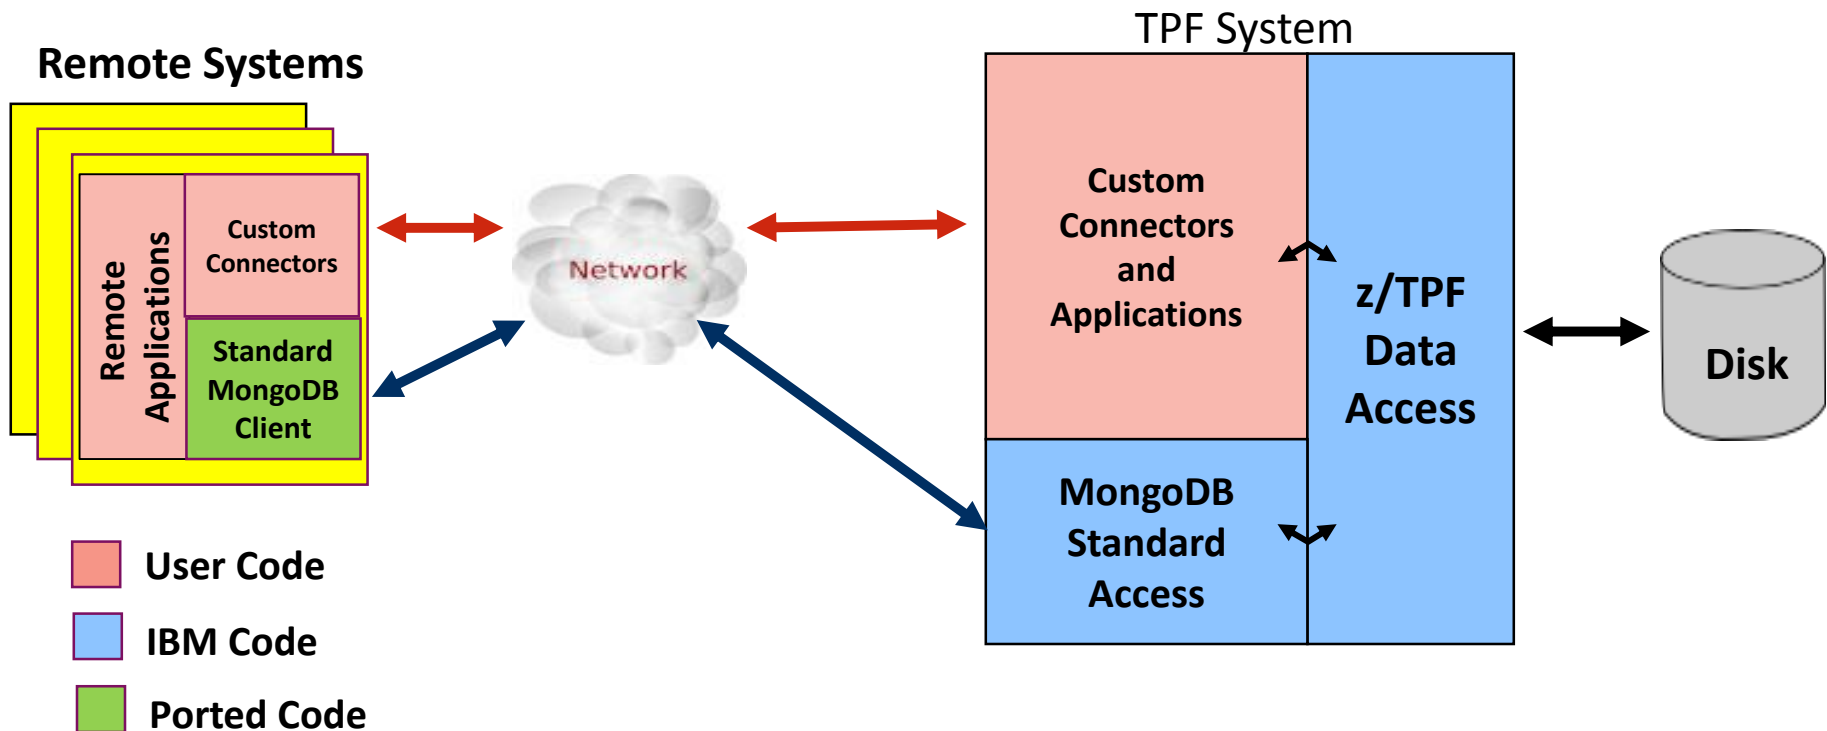 TPF System
Remote Systems
Remote
Applications
Custom
Connectors
Standard
MongoDB
Client
Network
Custom
Connectors
and
Applications
MongoDB
Standard
Access
z/TPF
Data
Access
Disk
User Code
IBM Code
Ported Code